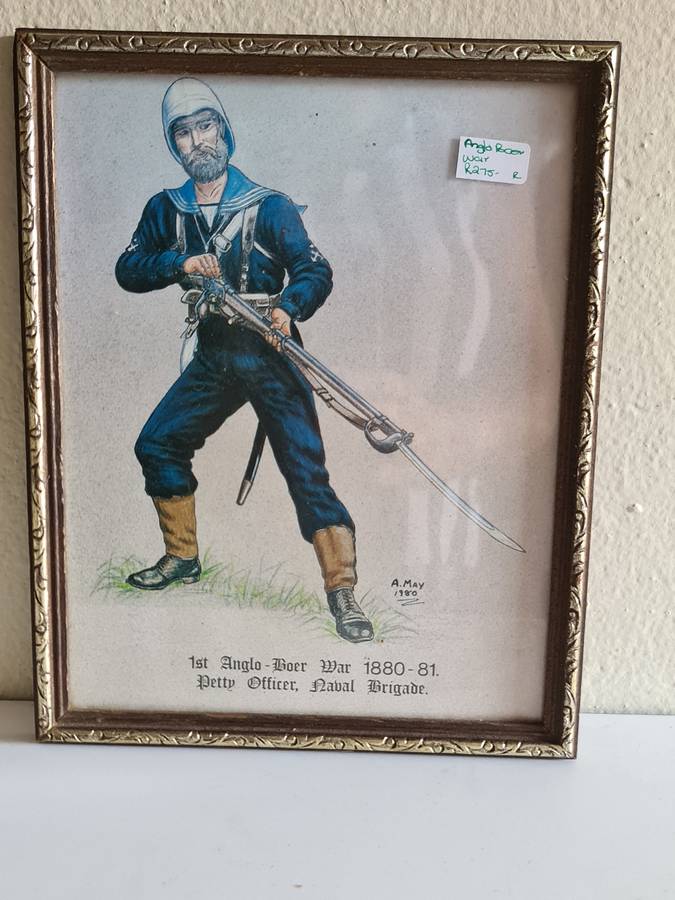 Anglo Boer
war
R275- R
A. MAY
1980
1st Anglo-Boer War 1880-81.
Petty Officer, Naval Brigade.